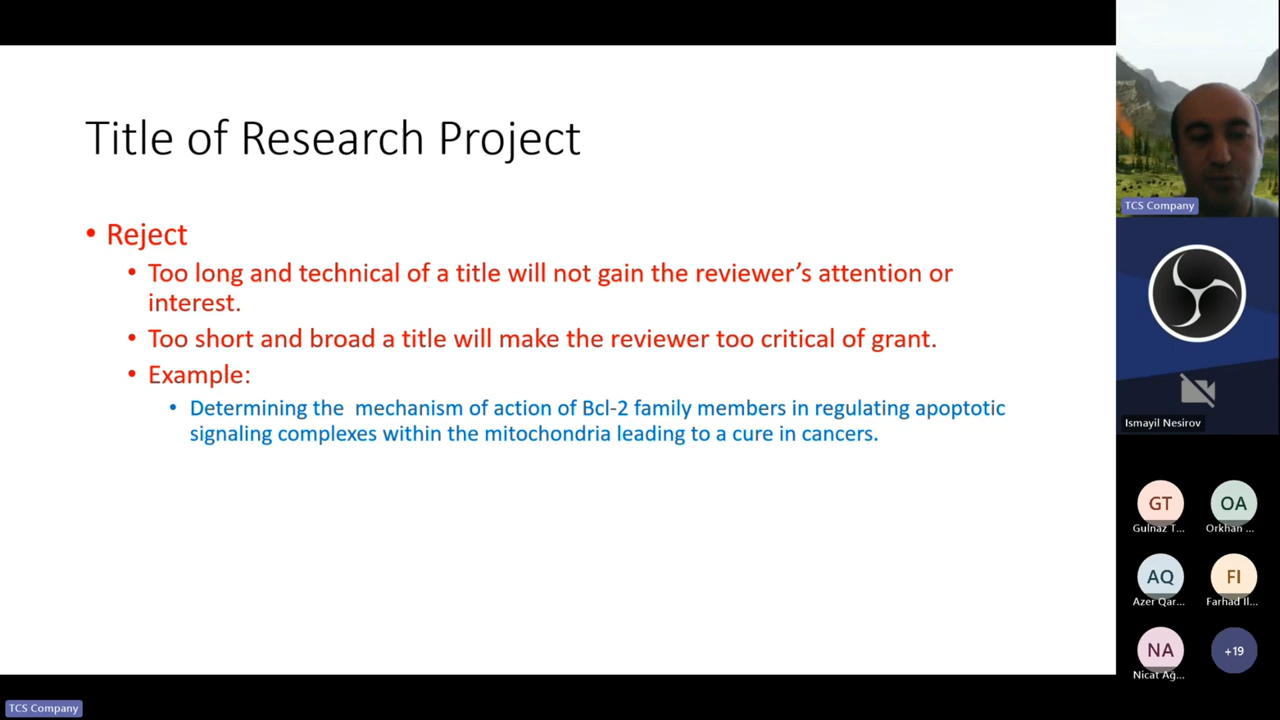 Title of Research Project
• Reject
• Too long and technical of a title will not gain the reviewer’s attention or
interest.
• Too short and broad a title will make the reviewer too critical of grant.
• Example:
• Determining the  mechanism of action of Bcl-2 family members in regulating apoptotic
signaling complexes within the mitochondria leading to a cure in cancers.
TCS Company
Ismayil Nesirov
GT
OA
Gulnaz T...
Orkhan ...
AQ
FI
Azer Qar...
Farhad Il...
NA
+19
Nicat Ağ...
TCS Company